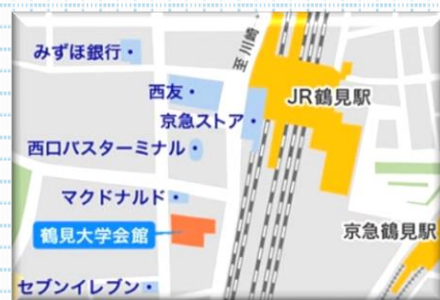 至 川崎
みずほ銀行
西友
JR鶴見駅
京急ストア
西口バスターミナル
マクドナルド
鶴見大学会館
京急鶴見駅
セブンイレブン